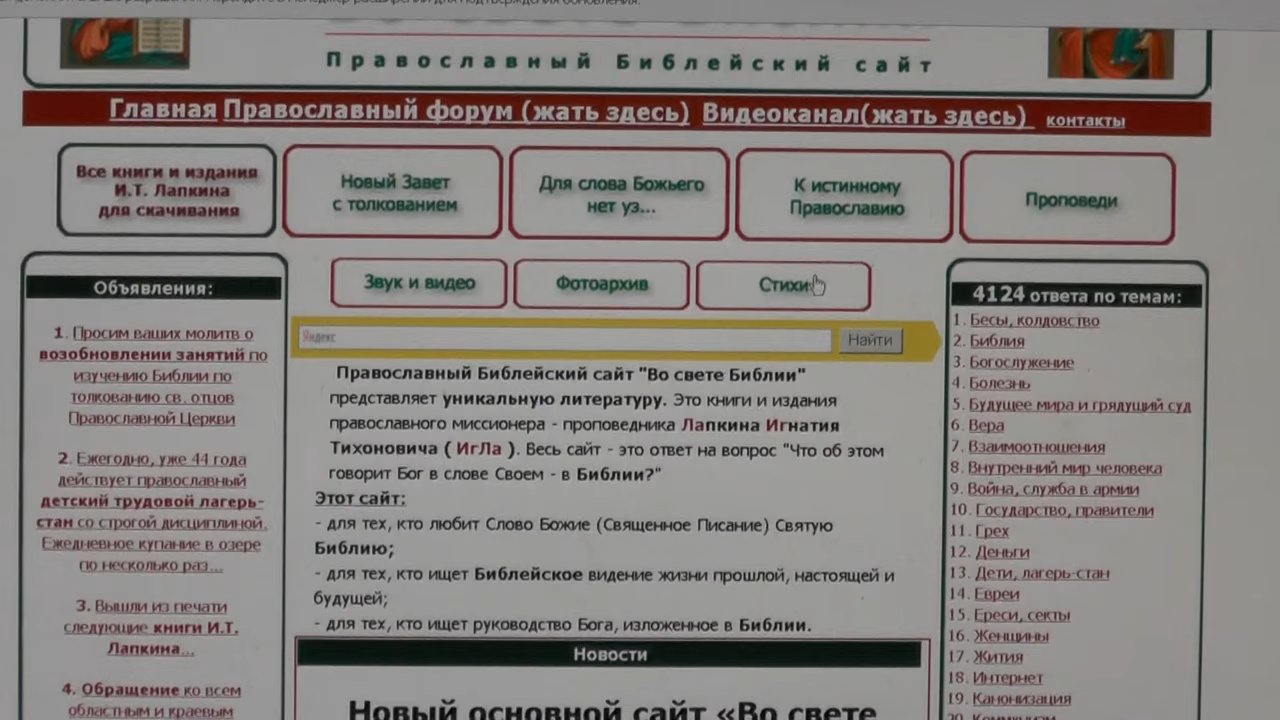 Православный Библейский сайт
Главная Православный форум (жать здесь) Видеоканал(жать здесь) контакты
Все книги и издания
И.Т. Лапкина
для скачивания
Новый Завет
с толкованием
Для слова Божьего
нет уз...
К истинному
Православию
Проповеди
Звук и видео
Фотоархив
Стихи
Объявления:
1. Просим ваших молитв о
возобновлении занятий по
изучению Библии по
толкованию св. отцов
Православной Церкви
2. Ежегодно, уже 44 года
действует православный
детский трудовой лагерь-
стан со строгой дисциплиной.
Ежедневное купание в озере
по несколько раз...
3. Вышли из печати
следующие книги И.Т.
Лапкина...
4. Обращение ко всем
областным и краевым
Яндекс
Найти
Православный Библейский сайт "Во свете Библии"
представляет уникальную литературу. Это книги и издания
православного миссионера - проповедника Лапкина Игнатия
Тихоновича ( ИгЛа ). Весь сайт - это ответ на вопрос "Что об этом
говорит Бог в слове Своем - в Библии?"
Этот сайт:
- для тех, кто любит Слово Божие (Священное Писание) Святую
Библию;
- для тех, кто ищет Библейское видение жизни прошлой, настоящей и
будущей;
- для тех, кто ищет руководство Бога, изложенное в Библии.
Новости
Новый основной сайт «Во свете
4124 ответа по темам:
1. Бесы, колдовство
2. Библия
3. Богослужение
4. Болезнь
5. Будущее мира и грядущий суд
6. Вера
7. Взаимоотношения
8. Внутренний мир человека
9. Война, служба в армии
10. Государство, правители
11. Грех
12. Деньги
13. Дети, лагерь-стан
14. Евреи
15. Ереси, секты
16. Женщины
17. Жития
18. Интернет
19. Канонизация
20. Коммунизм